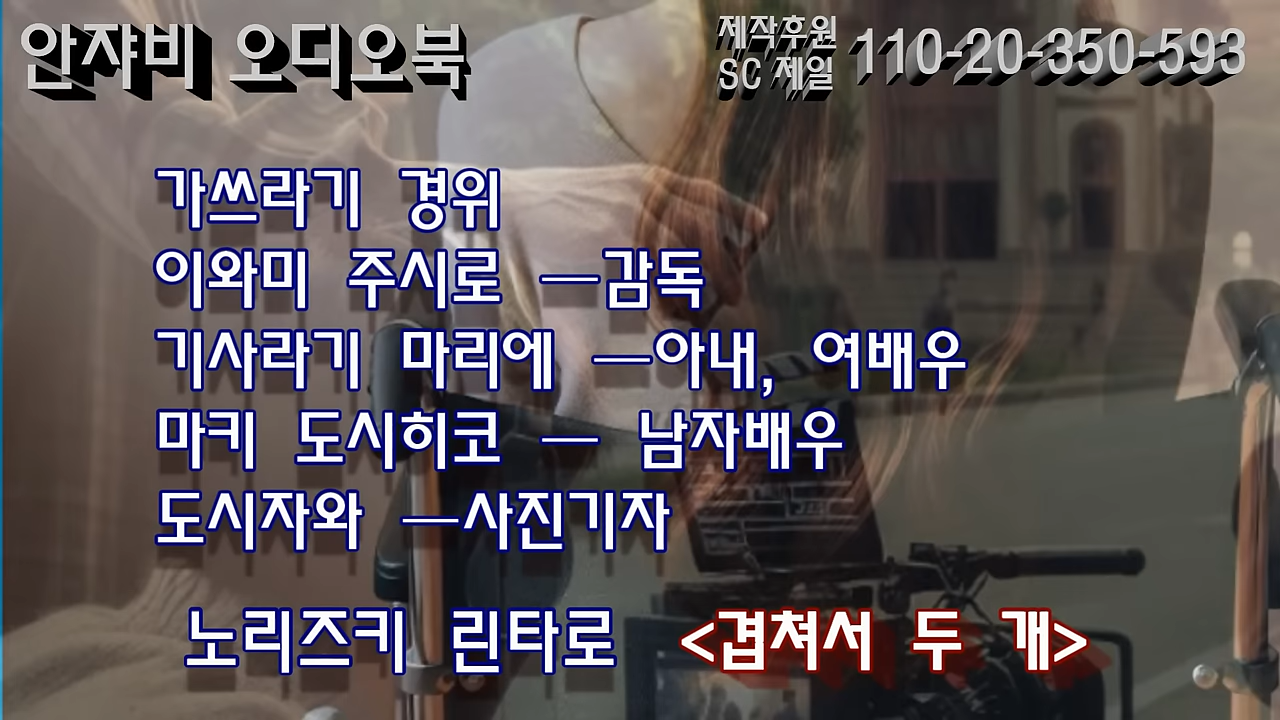 안쟈비 오디오북
제작후원
SC 제일
110-20-350-593
가쓰라기 경위
이와미 주시로 —감독
기사라기 마리에 —아내, 여배우
마키 도시히코 — 남자배우
도시자와 —사진기자
노리즈키 린타로 <겹쳐서 두 개>